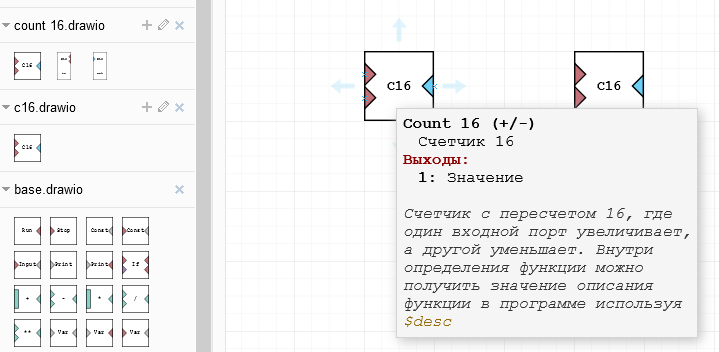 count 16.drawio
C16
c16.drawio
C16
base.drawio
Run
Stop
Const
Const
Input
Print
Print
If
+
-
*
/
**
Var
Var
Var
C16
C16
Count 16 (+/-)
Счетчик 16
Выходы:
1: Значение
Счетчик с пересчетом 16, где
один входной порт увеличивает,
а другой уменьшает. Внутри
определения функции можно
получить значение описания
функции в программе используя
$desc